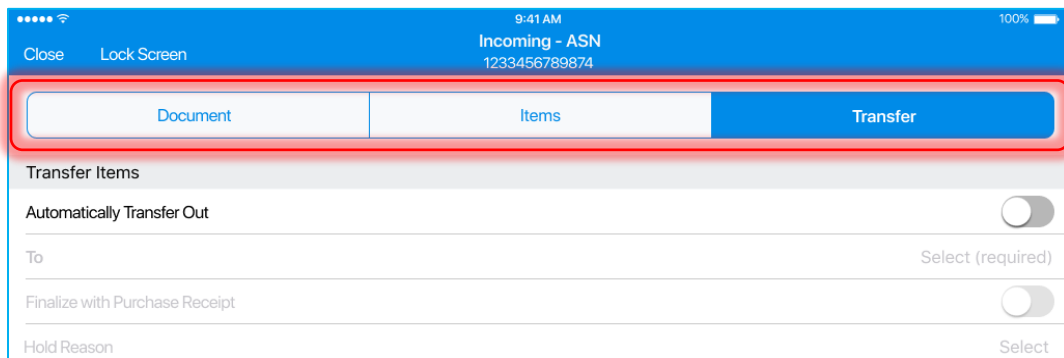 9:41 AM
100%
Close
Lock Screen
Incoming - ASN
1233456789874
Document
Items
Transfer
Transfer Items
Automatically Transfer Out
To
Select (required)
Finalize with Purchase Receipt
Hold Reason
Select